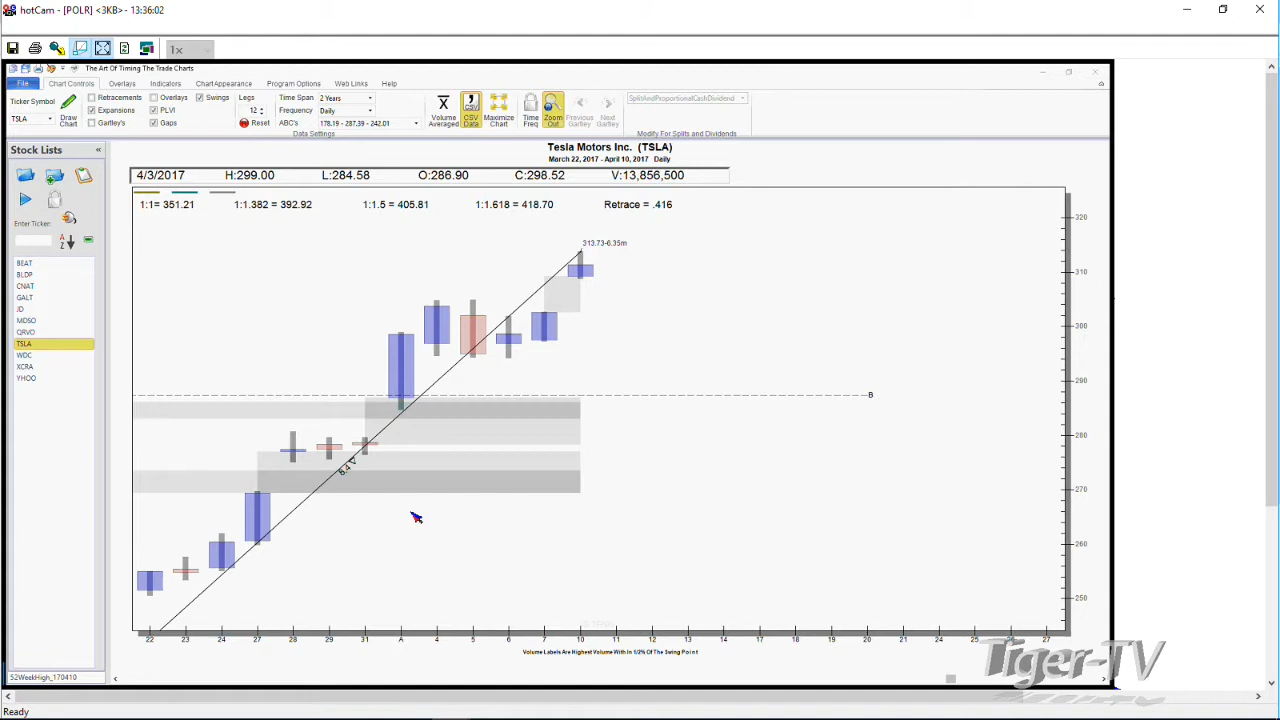 hotCam - [POLR] <3KB> - 13:36:02
1x
The Art Of Timing The Trade Charts
File Chart Controls Overlays Indicators ChartAppearance Program Options Web Links Help
Ticker Symbol
TSLA
Draw Chart
Retracements
Expansions
Gartley's
Overlays
PLVI
Gaps
Swings
Legs
12
Reset
Time Span 2 Years
Frequency Daily
ABC's 178.19 - 287.39 - 242.01
Data Settings
Volume Averaged
CSV
CSV Data
Maximize Chart
Time Freq
Zoom Out
Previous Gartley
Next Gartley
SplitAndProportionalCashDividend
Modify For Splits and Dividends
Stock Lists
Enter Ticker:
A
Z
BEAT
BLDP
CNAT
GALT
JD
MDSO
QRVO
TSLA
WDC
XCRA
YHOO
52WeekHigh_170410
Tesla Motors Inc. (TSLA)
March 22, 2017 - April 10, 2017 Daily
4/3/2017 H:299.00 L:284.58 O:286.90 C:298.52 V:13,856,500
1:1= 351.21 1:1.382 = 392.92 1:1.5 = 405.81 1:1.618 = 418.70 Retrace = .416
313.73-6.35m
B
320
310
300
290
280
270
260
250
22 23 24 27 28 29 31 A 4 5 6 7 10 11 12 13 17 18 19 20 21 24 25 26 27
Volume Labels Are Highest Volume With In 1/2% Of The Swing Point
Tiger-TV
Ready